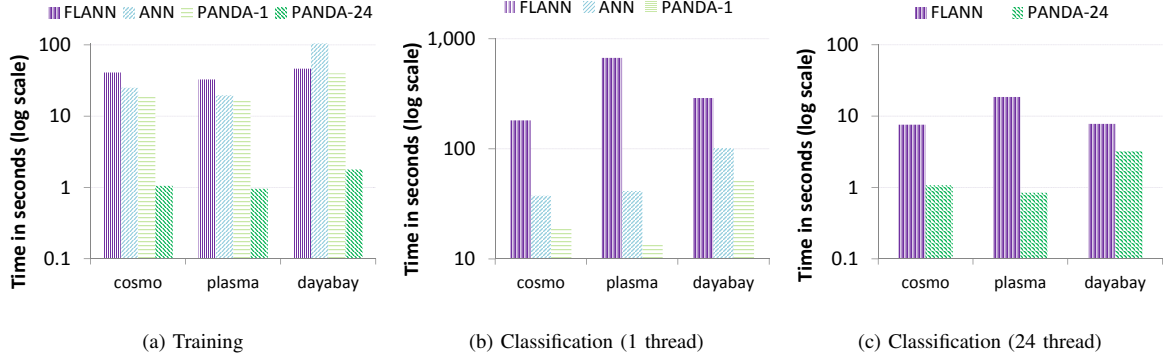 FLANN ANN PANDA-1 PANDA-24
Time in seconds (log scale)
100
10
1
0.1
cosmo plasma dayabay
(a) Training
FLANN ANN PANDA-1
Time in seconds (log scale)
1,000
100
10
cosmo plasma dayabay
(b) Classification (1 thread)
FLANN PANDA-24
Time in seconds (log scale)
100
10
1
0.1
cosmo plasma dayabay
(c) Classification (24 thread)